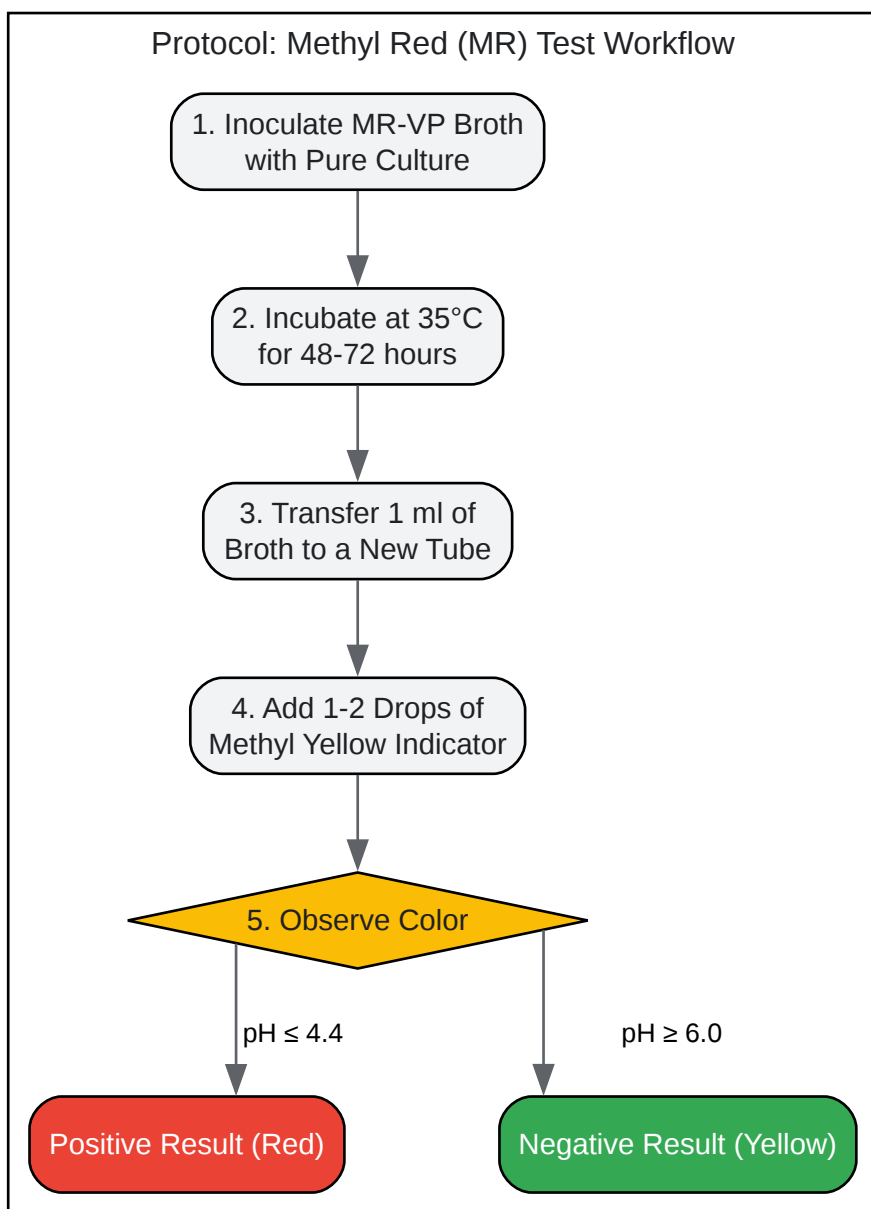 Protocol: Methyl Red (MR) Test Workflow
1. Inoculate MR-VP Broth
with Pure Culture
2. Incubate at 35°C
for 48-72 hours
3. Transfer 1 ml of
Broth to a New Tube
4. Add 1-2 Drops of
Methyl Yellow Indicator
5. Observe Color
pH ≤ 4.4
pH ≥ 6.0
Positive Result (Red)
Negative Result (Yellow)